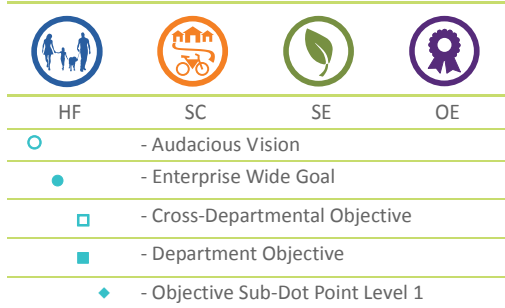 HF SC SE OE
- Audacious Vision
- Enterprise Wide Goal
- Cross-Departmental Objective
- Department Objective
- Objective Sub-Dot Point Level 1